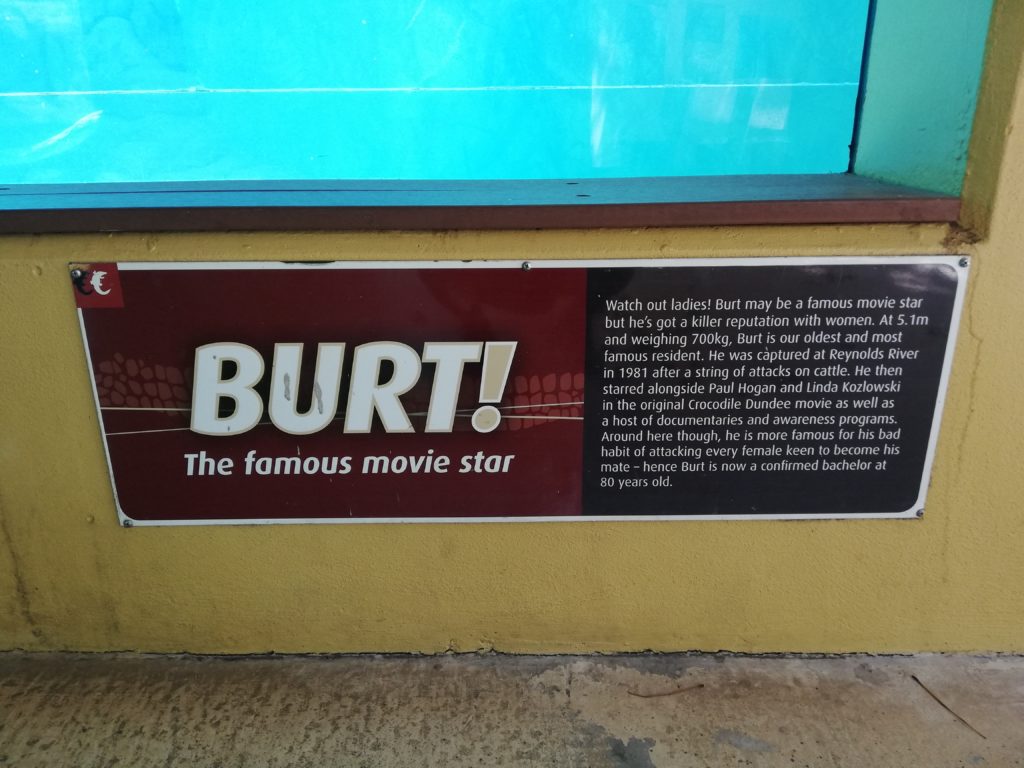 BURT!
The famous movie star
Watch out ladies! Burt may be a famous movie star
but he's got a killer reputation with women. At 5.1m
and weighing 700kg, Burt is our oldest and most
famous resident. He was captured at Reynolds River
in 1981 after a string of attacks on cattle. He then
starred alongside Paul Hogan and Linda Kozlowski
in the original Crocodile Dundee movie as well as
a host of documentaries and awareness programs.
Around here though, he is more famous for his bad
habit of attacking every female keen to become his
mate – hence Burt is now a confirmed bachelor at
80 years old.